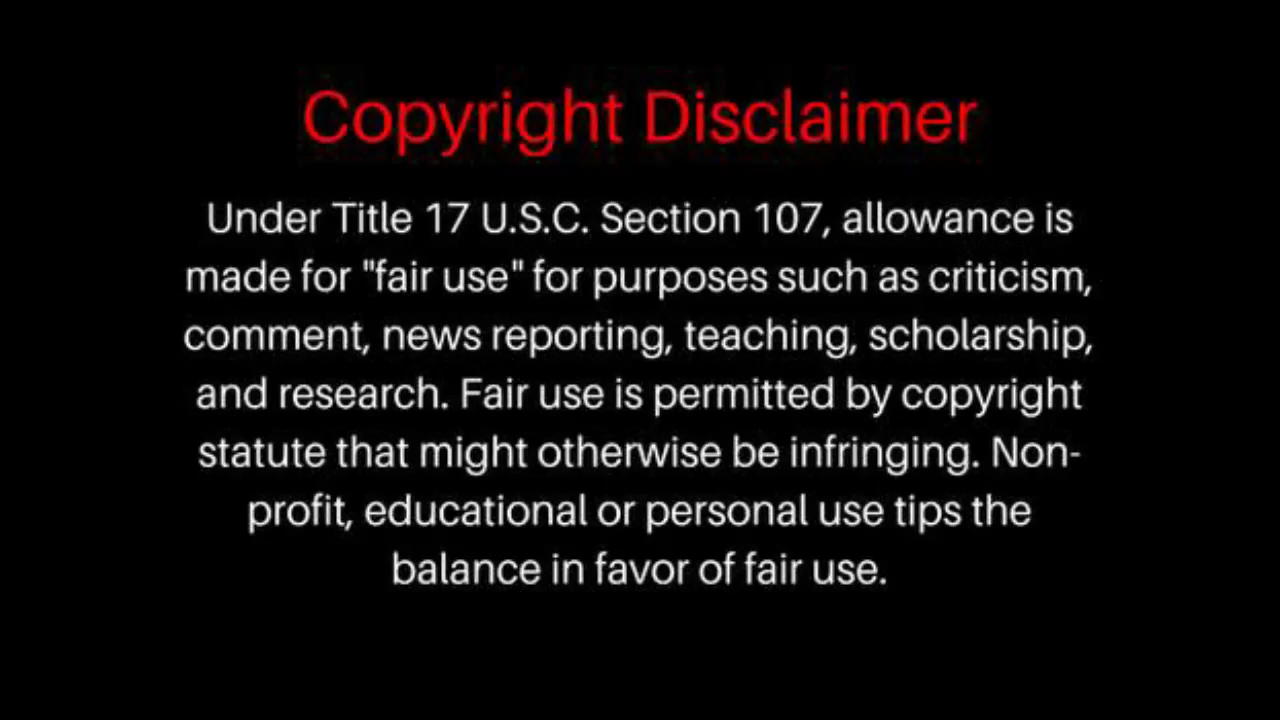 Copyright Disclaimer
Under Title 17 U.S.C. Section 107, allowance is
made for "fair use" for purposes such as criticism,
comment, news reporting, teaching, scholarship,
and research. Fair use is permitted by copyright
statute that might otherwise be infringing. Non-
profit, educational or personal use tips the
balance in favor of fair use.